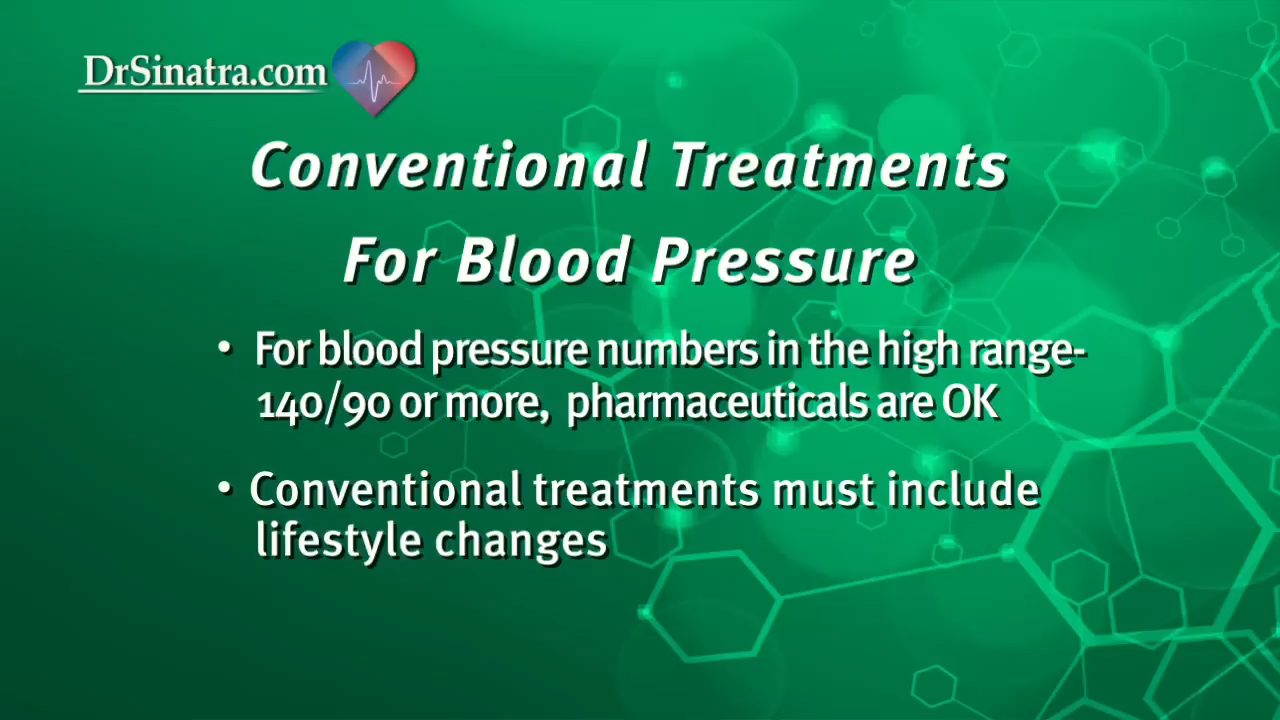 DrSinatra.com
Conventional Treatments
For Blood Pressure
• For blood pressure numbers in the high range-
140/90 or more, pharmaceuticals are OK
• Conventional treatments must include
lifestyle changes